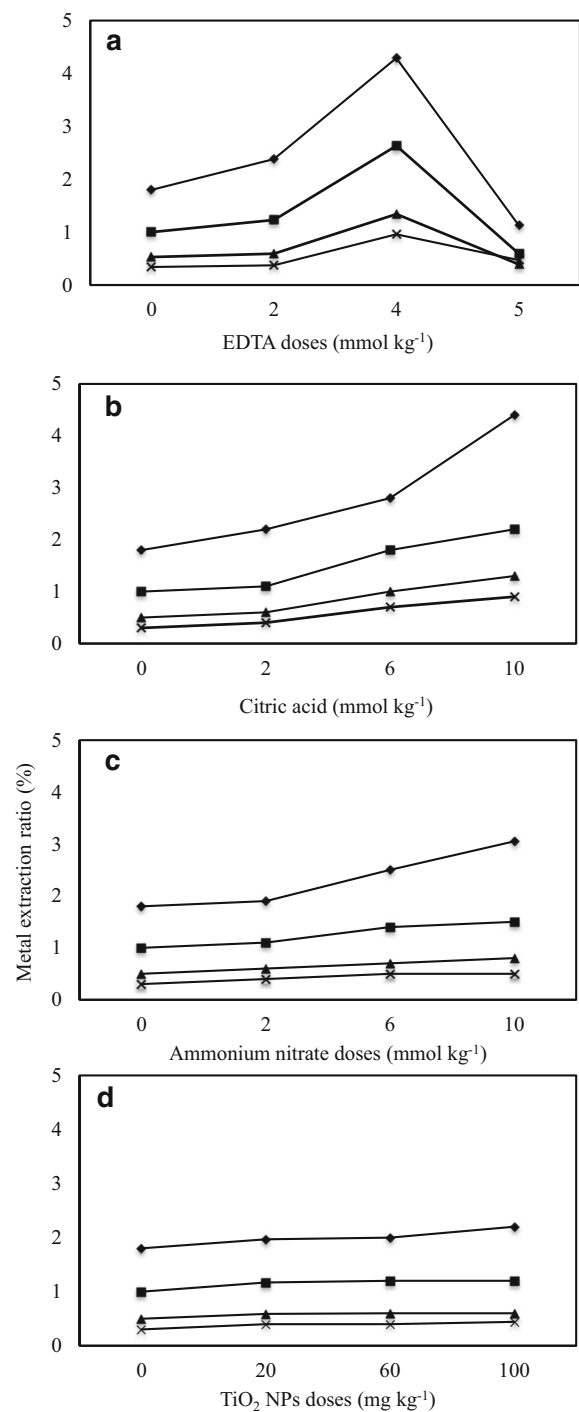 a
5
4
3
2
1
0
0 2 4 5
EDTA doses (mmol kg⁻¹)
b
5
4
3
2
1
0
0 2 6 10
Citric acid (mmol kg⁻¹)
Metal extraction ratio (%)
c
5
4
3
2
1
0
0 2 6 10
Ammonium nitrate doses (mmol kg⁻¹)
d
5
4
3
2
1
0
0 20 60 100
TiO₂ NPs doses (mg kg⁻¹)